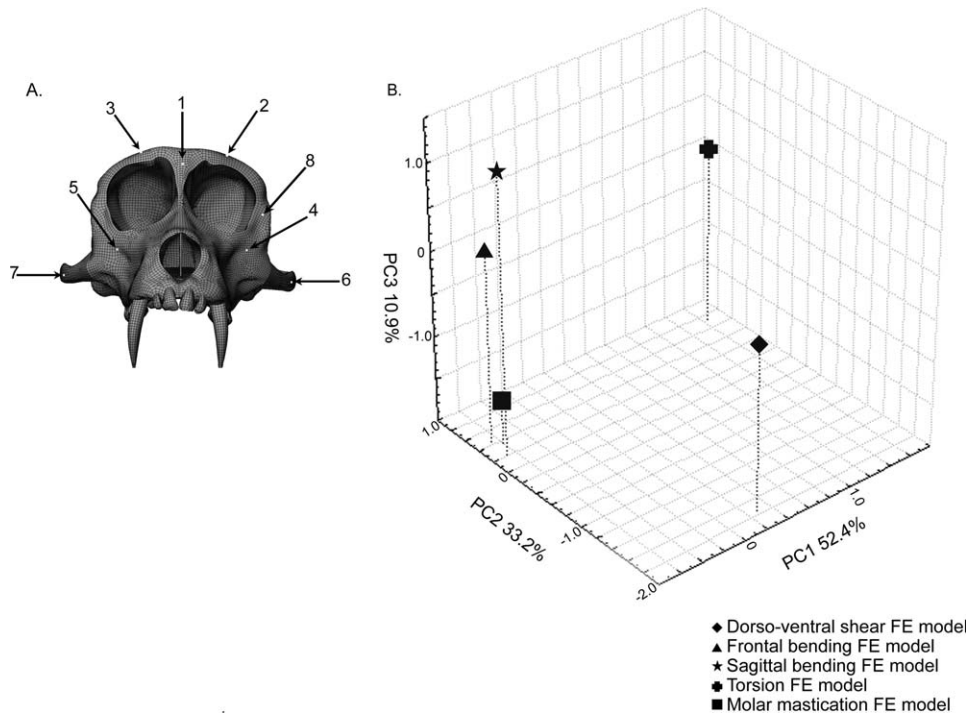 A.
3
1
2
8
5
4
7
6
B.
1.0
0
-1.0
PC3 10.9%
1.0
0
-1.0
-2.0
PC2 33.2%
0
1.0
PC1 52.4%
◆ Dorso-ventral shear FE model
▲ Frontal bending FE model
★ Sagittal bending FE model
✚ Torsion FE model
■ Molar mastication FE model